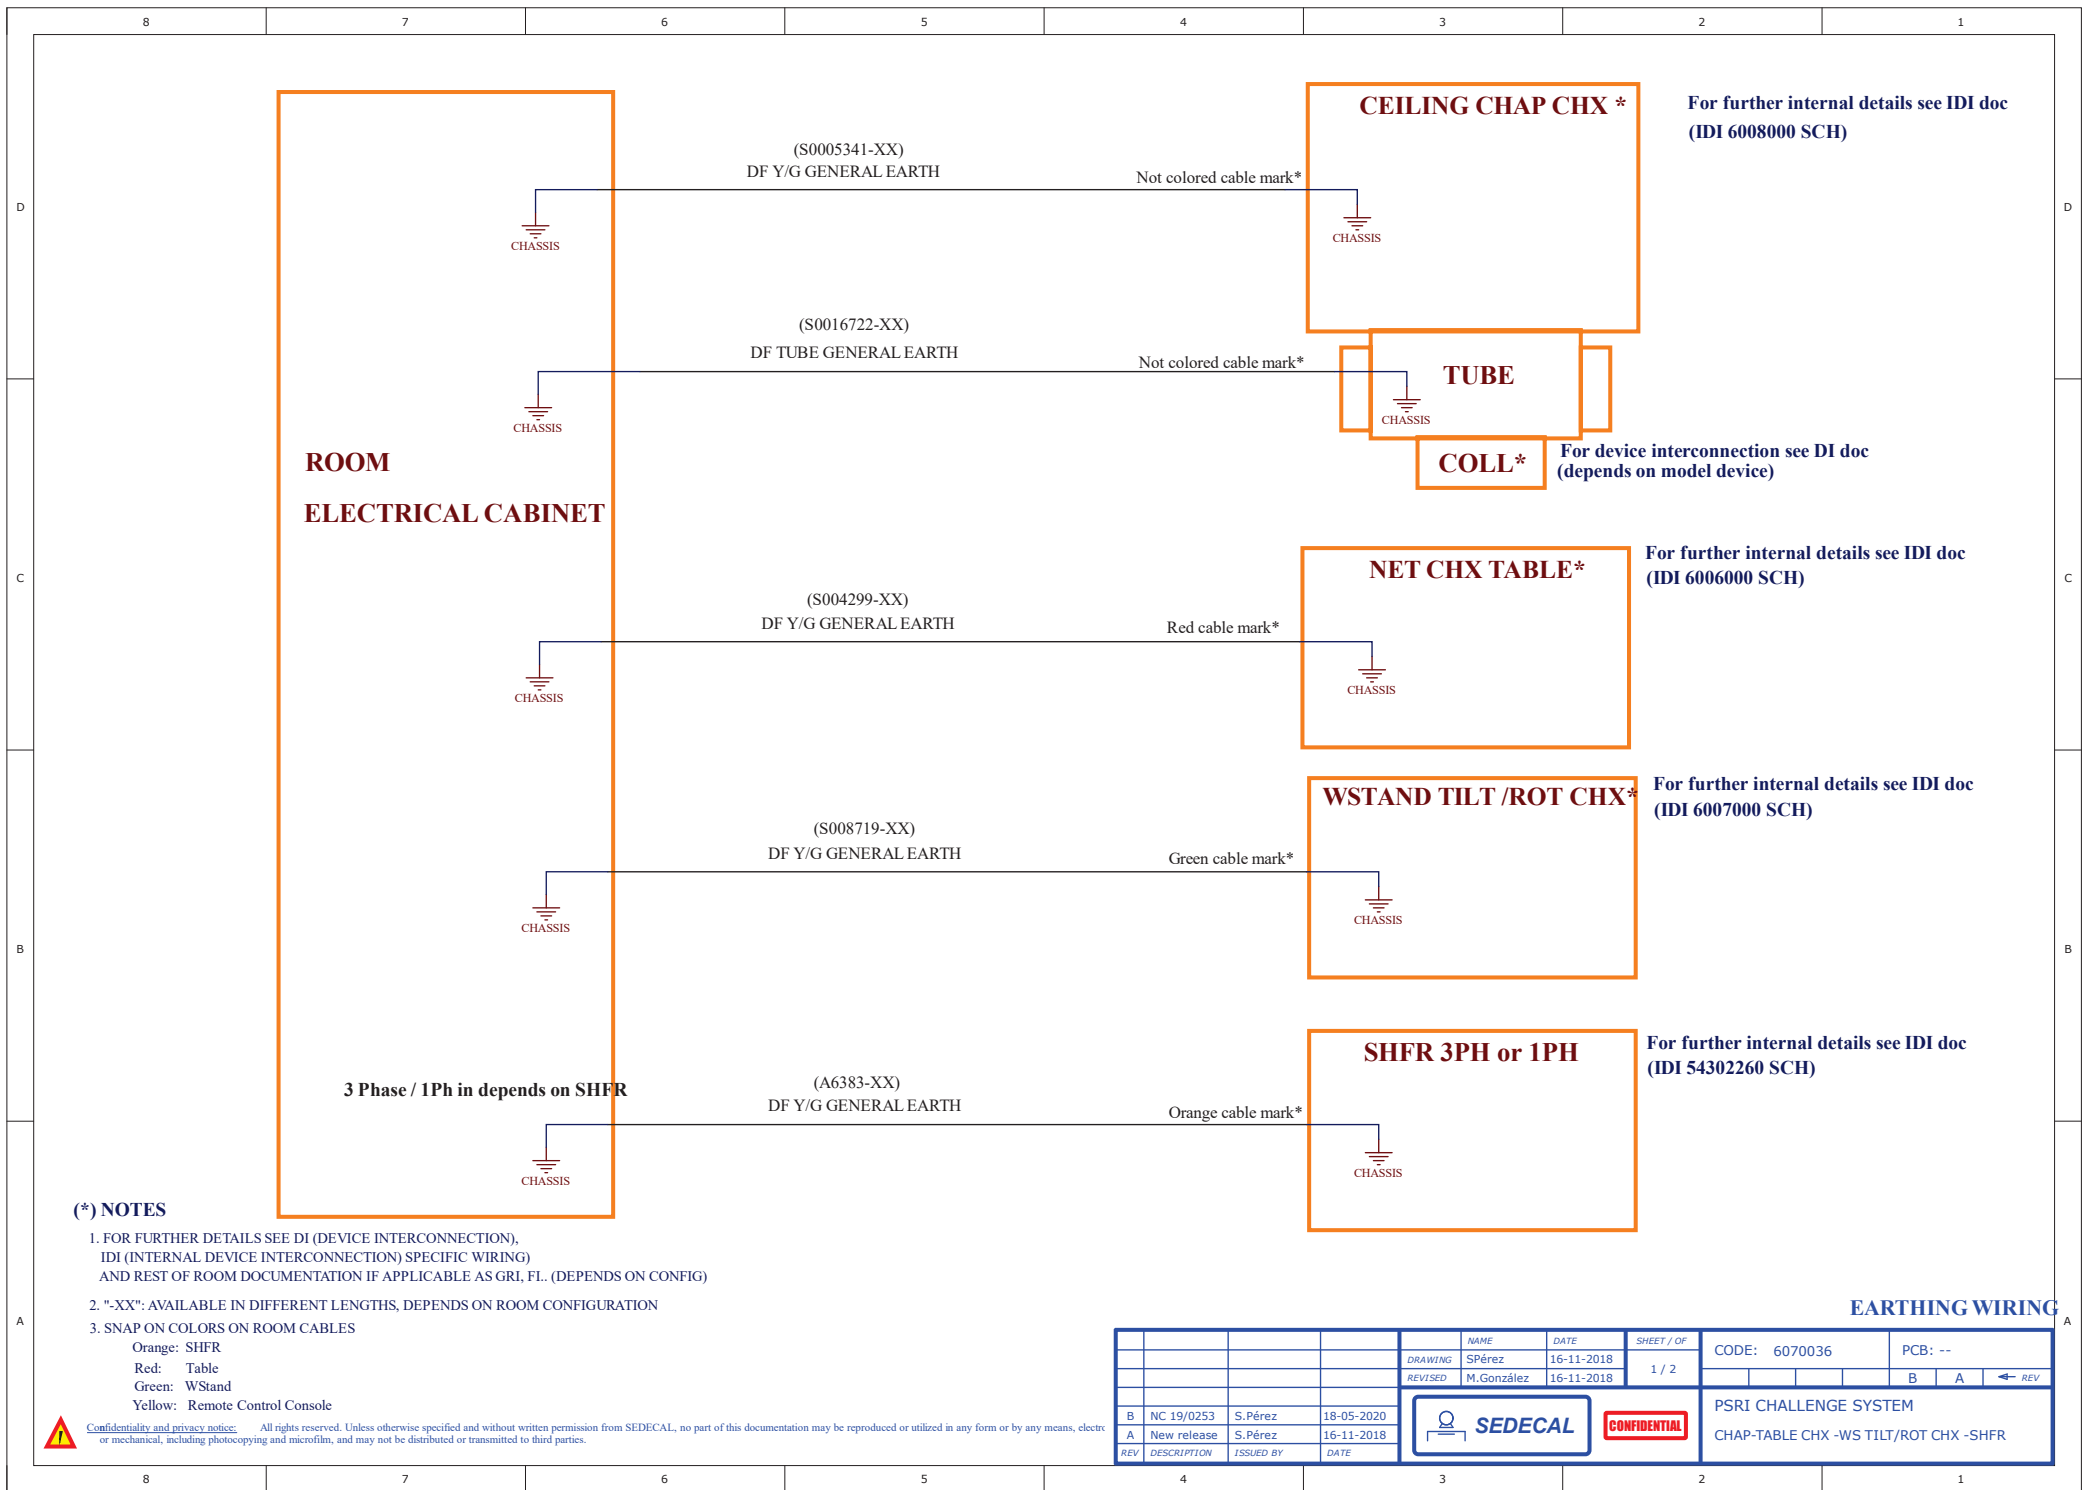 8 7 6 5 4 3 2 1
D
D
C
C
B
B
A
A
CEILING CHAP CHX *
For further internal details see IDI doc
(IDI 6008000 SCH)
(S0005341-XX)
DF Y/G GENERAL EARTH
Not colored cable mark*
CHASSIS
CHASSIS
(S0016722-XX)
DF TUBE GENERAL EARTH
Not colored cable mark*
TUBE
CHASSIS
CHASSIS
COLL*
For device interconnection see DI doc
(depends on model device)
ROOM
ELECTRICAL CABINET
NET CHX TABLE*
For further internal details see IDI doc
(IDI 6006000 SCH)
(S004299-XX)
DF Y/G GENERAL EARTH
Red cable mark*
CHASSIS
CHASSIS
WSTAND TILT /ROT CHX*
For further internal details see IDI doc
(IDI 6007000 SCH)
(S008719-XX)
DF Y/G GENERAL EARTH
Green cable mark*
CHASSIS
CHASSIS
SHFR 3PH or 1PH
For further internal details see IDI doc
(IDI 54302260 SCH)
3 Phase / 1Ph in depends on SHFR
(A6383-XX)
DF Y/G GENERAL EARTH
Orange cable mark*
CHASSIS
CHASSIS
(*) NOTES
1. FOR FURTHER DETAILS SEE DI (DEVICE INTERCONNECTION),
IDI (INTERNAL DEVICE INTERCONNECTION) SPECIFIC WIRING)
AND REST OF ROOM DOCUMENTATION IF APPLICABLE AS GRI, FI.. (DEPENDS ON CONFIG)
2. "-XX": AVAILABLE IN DIFFERENT LENGTHS, DEPENDS ON ROOM CONFIGURATION
3. SNAP ON COLORS ON ROOM CABLES
Orange: SHFR
Red: Table
Green: WStand
Yellow: Remote Control Console
Confidentiality and privacy notice: All rights reserved. Unless otherwise specified and without written permission from SEDECAL, no part of this documentation may be reproduced or utilized in any form or by any means, electro
or mechanical, including photocopying and microfilm, and may not be distributed or transmitted to third parties.
EARTHING WIRING
NAME DATE SHEET / OF
DRAWING SPérez 16-11-2018
REVISED M.González 16-11-2018
1 / 2
CODE: 6070036 PCB: --
B A REV
B NC 19/0253 S.Pérez 18-05-2020
A New release S.Pérez 16-11-2018
REV DESCRIPTION ISSUED BY DATE
SEDECAL
CONFIDENTIAL
PSRI CHALLENGE SYSTEM
CHAP-TABLE CHX -WS TILT/ROT CHX -SHFR
8 7 6 5 4 3 2 1